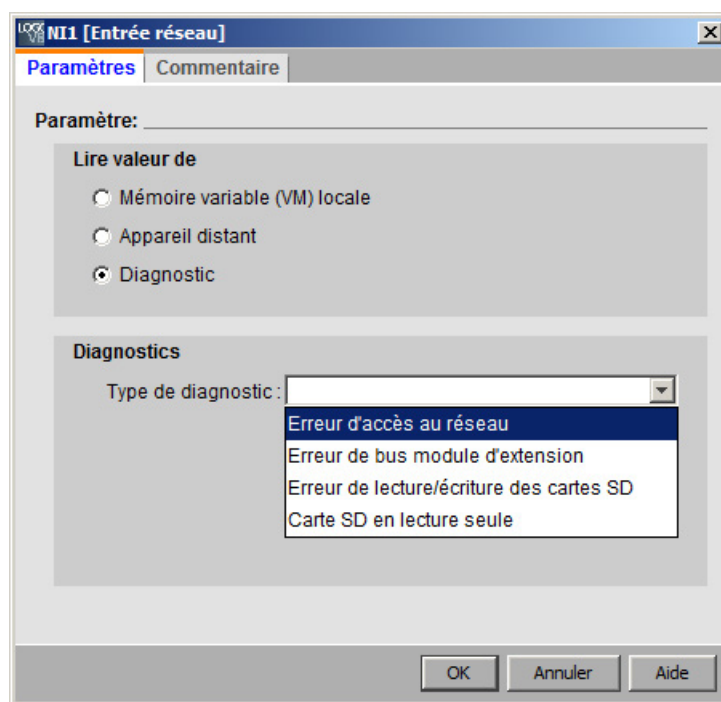 NI1 [Entrée réseau]
Paramètres Commentaire
Paramètre:
Lire valeur de
Mémoire variable (VM) locale
Appareil distant
Diagnostic
Diagnostics
Type de diagnostic :
Erreur d'accès au réseau
Erreur de bus module d'extension
Erreur de lecture/écriture des cartes SD
Carte SD en lecture seule
OK Annuler Aide